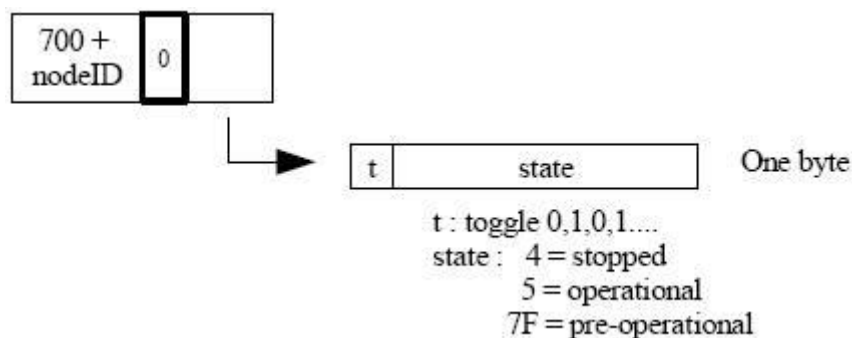 700 +
nodeID
0
t
state
One byte
t : toggle 0,1,0,1....
state : 4 = stopped
5 = operational
7F = pre-operational